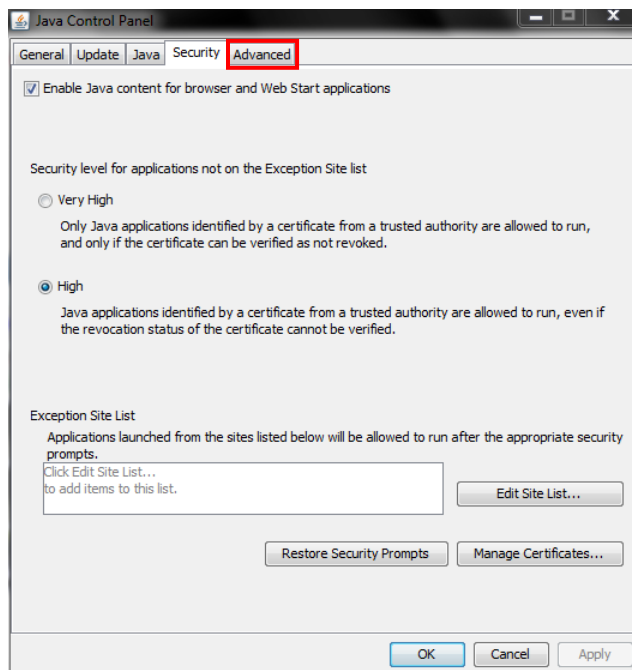 Java Control Panel
General Update Java Security Advanced
Enable Java content for browser and Web Start applications
Security level for applications not on the Exception Site list
Very High
Only Java applications identified by a certificate from a trusted authority are allowed to run,
and only if the certificate can be verified as not revoked.
High
Java applications identified by a certificate from a trusted authority are allowed to run, even if
the revocation status of the certificate cannot be verified.
Exception Site List
Applications launched from the sites listed below will be allowed to run after the appropriate security
prompts.
Click Edit Site List...
to add items to this list.
Edit Site List...
Restore Security Prompts Manage Certificates...
OK Cancel Apply